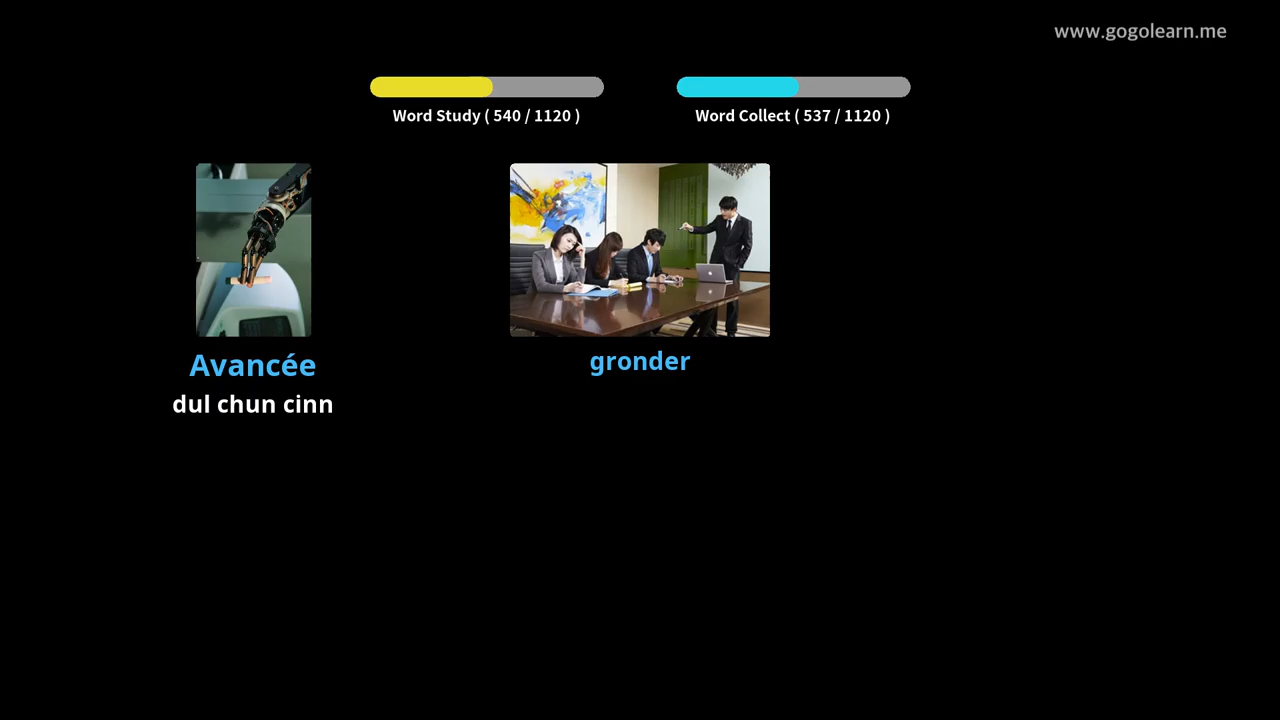 www.gogolearn.me
Word Study ( 540 / 1120 )
Word Collect ( 537 / 1120 )
Avancée
dul chun cinn
gronder